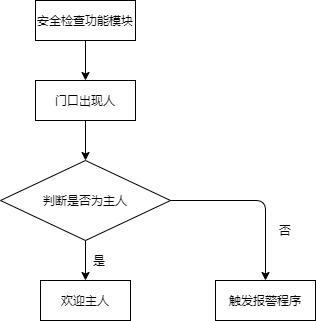 安全检查功能模块
门口出现人
判断是否为主人
否
是
欢迎主人
触发报警程序